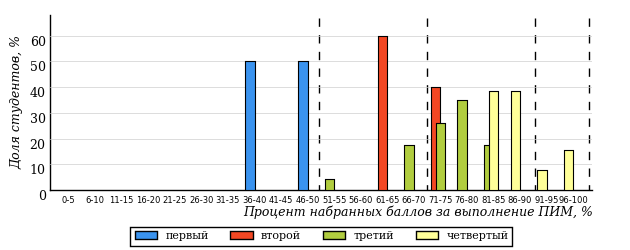 Доля студентов, %
60
50
40
30
20
10
0
0-5 6-10 11-15 16-20 21-25 26-30 31-35 36-40 41-45 46-50 51-55 56-60 61-65 66-70 71-75 76-80 81-85 86-90 91-95 96-100
Процент набранных баллов за выполнение ПИМ, %
первый второй третий четвертый